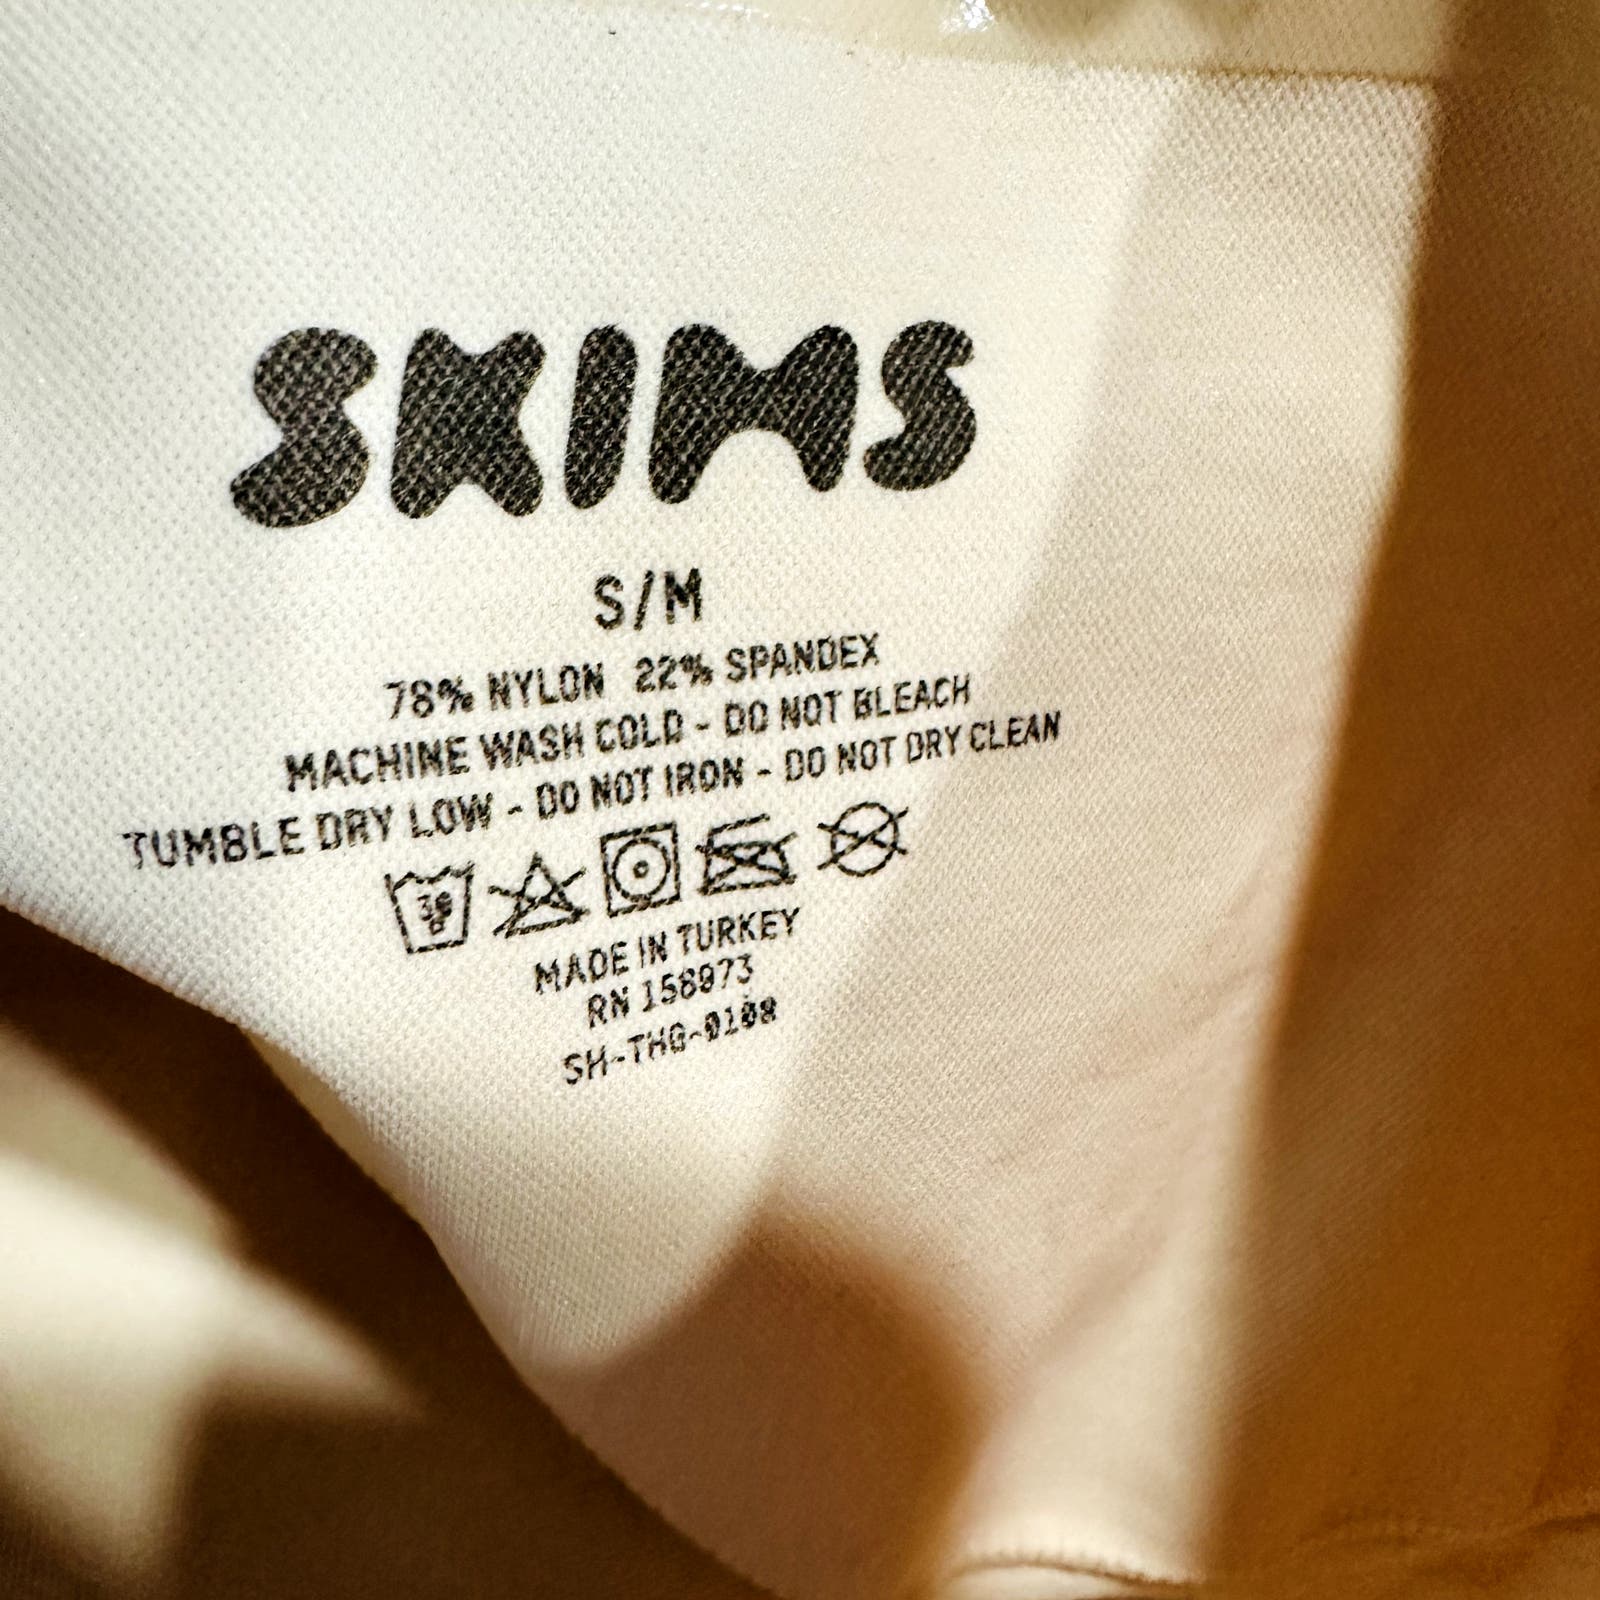 SKIMS
S/M
78% NYLON 22% SPANDEX
MACHINE WASH COLD - DO NOT BLEACH
TUMBLE DRY LOW - DO NOT IRON - DO NOT DRY CLEAN
30
MADE IN TURKEY
RN 158973
SH-THG-0108